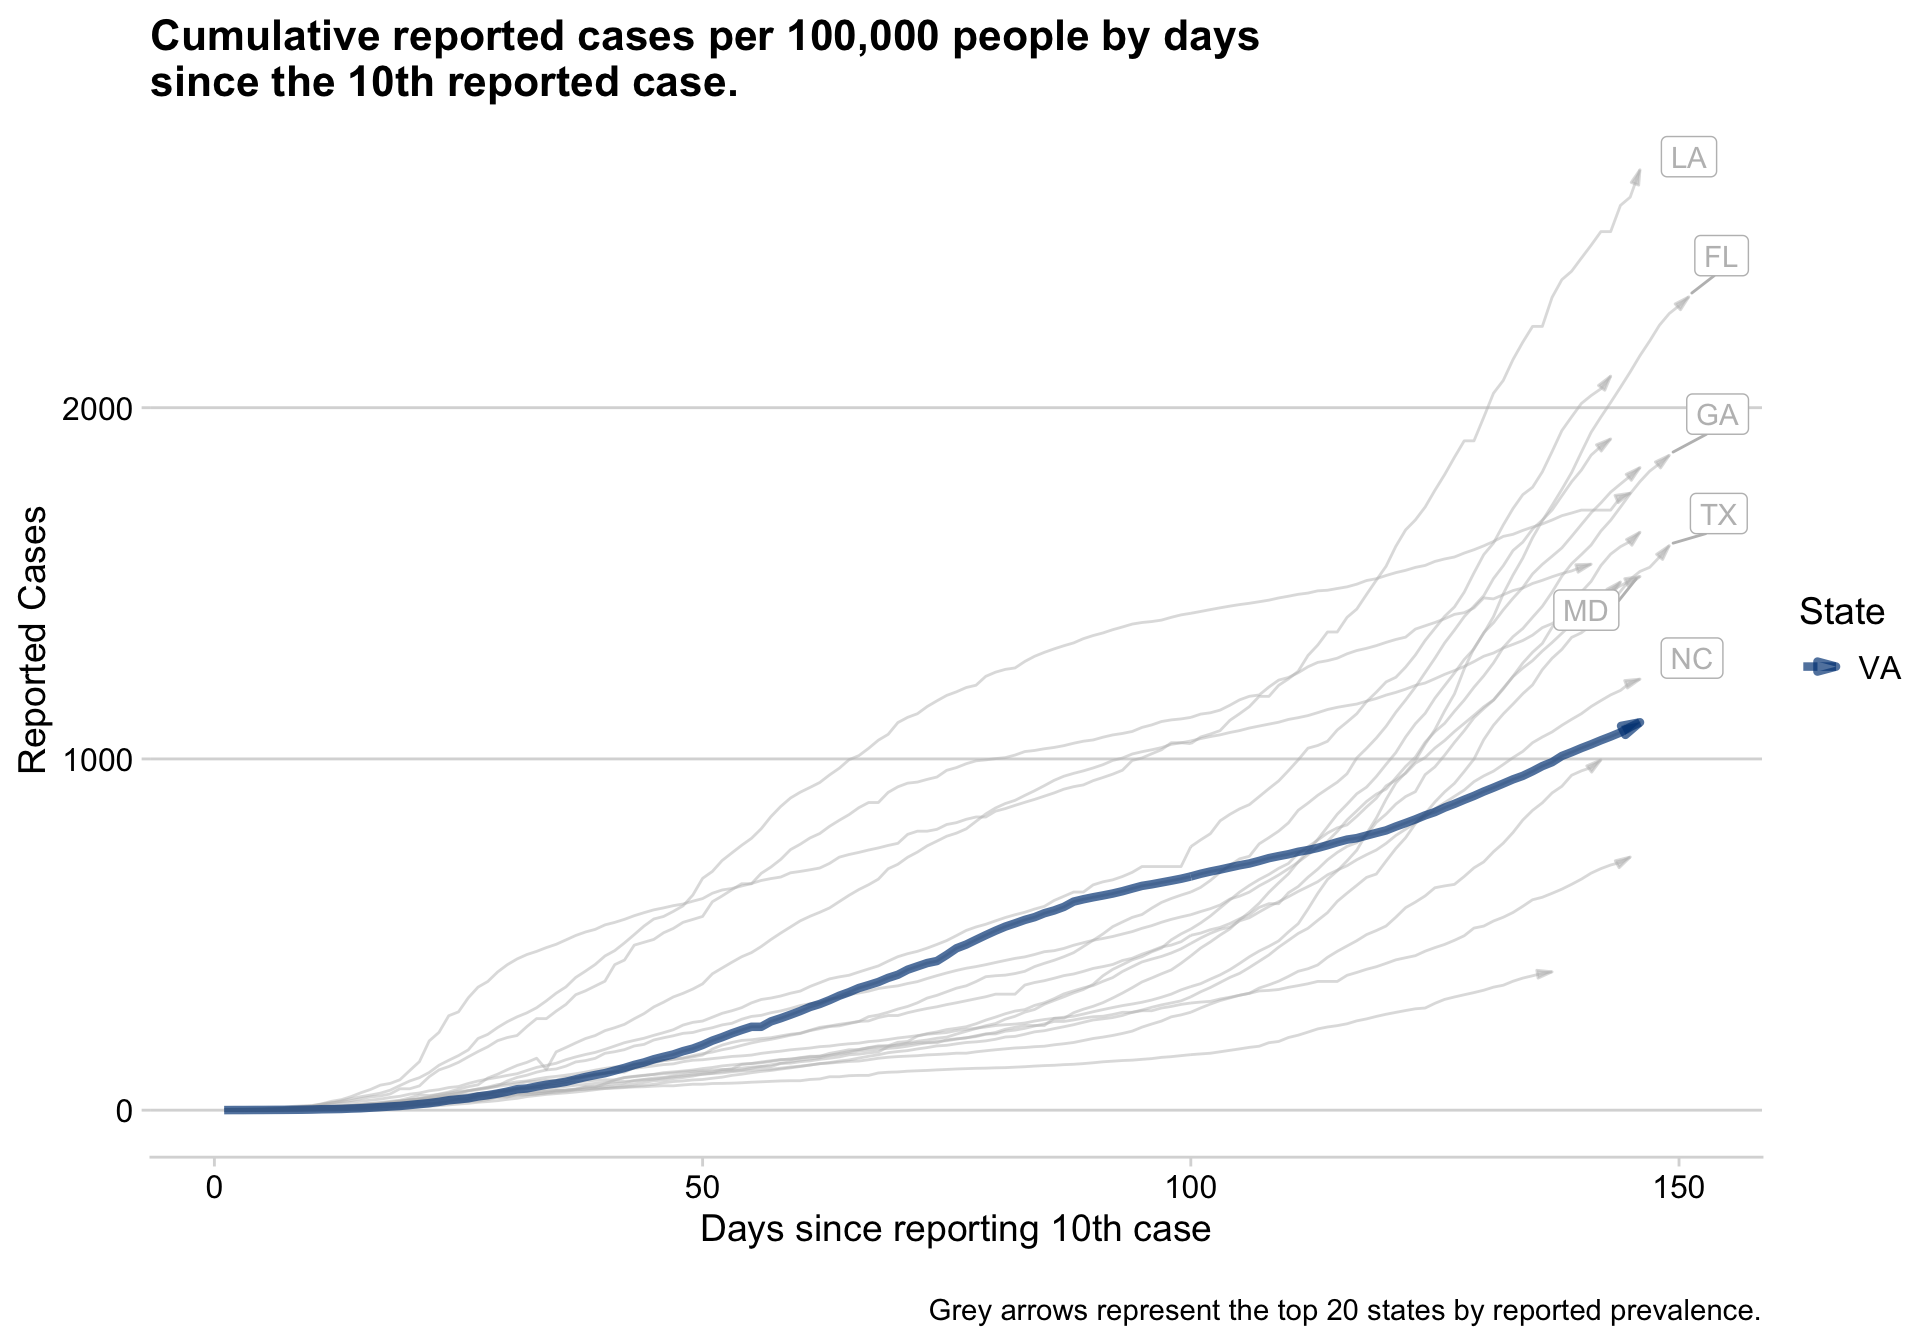 Cumulative reported cases per 100,000 people by days
since the 10th reported case.
LA
FL
2000
GA
TX
Reported Cases
MD
State
NC
VA
1000
0
0 50 100 150
Days since reporting 10th case
Grey arrows represent the top 20 states by reported prevalence.